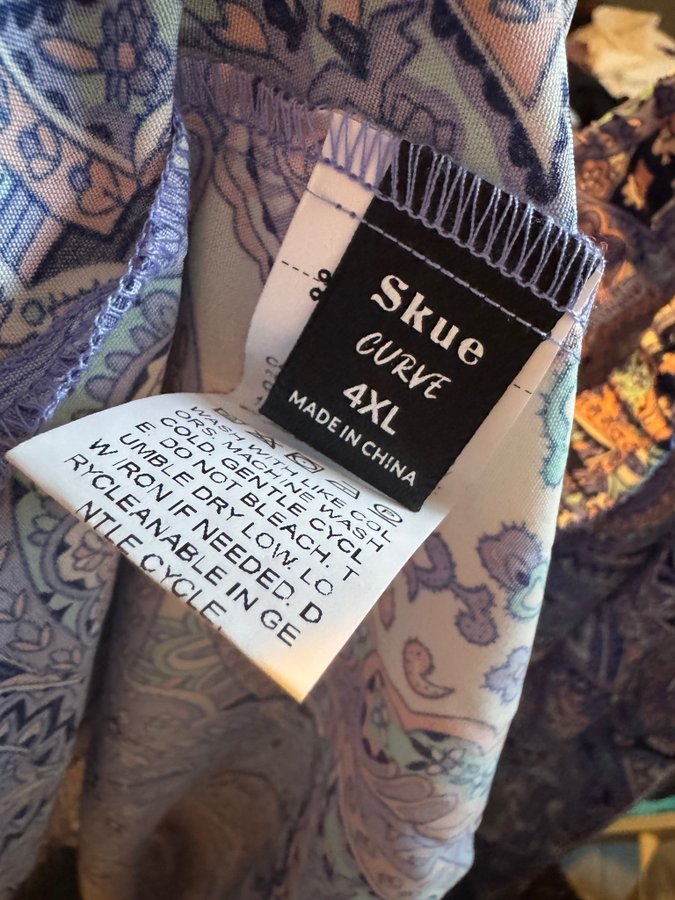 Skue
CURVE
4XL
MADE IN CHINA
WASH WITH LIKE COL
ORS. MACHINE WASH
COLD, GENTLE CYCL
E. DO NOT BLEACH. T
UMBLE DRY LOW. LO
W IRON IF NEEDED. D
RYCLEANABLE IN GE
NTLE CYCLE.